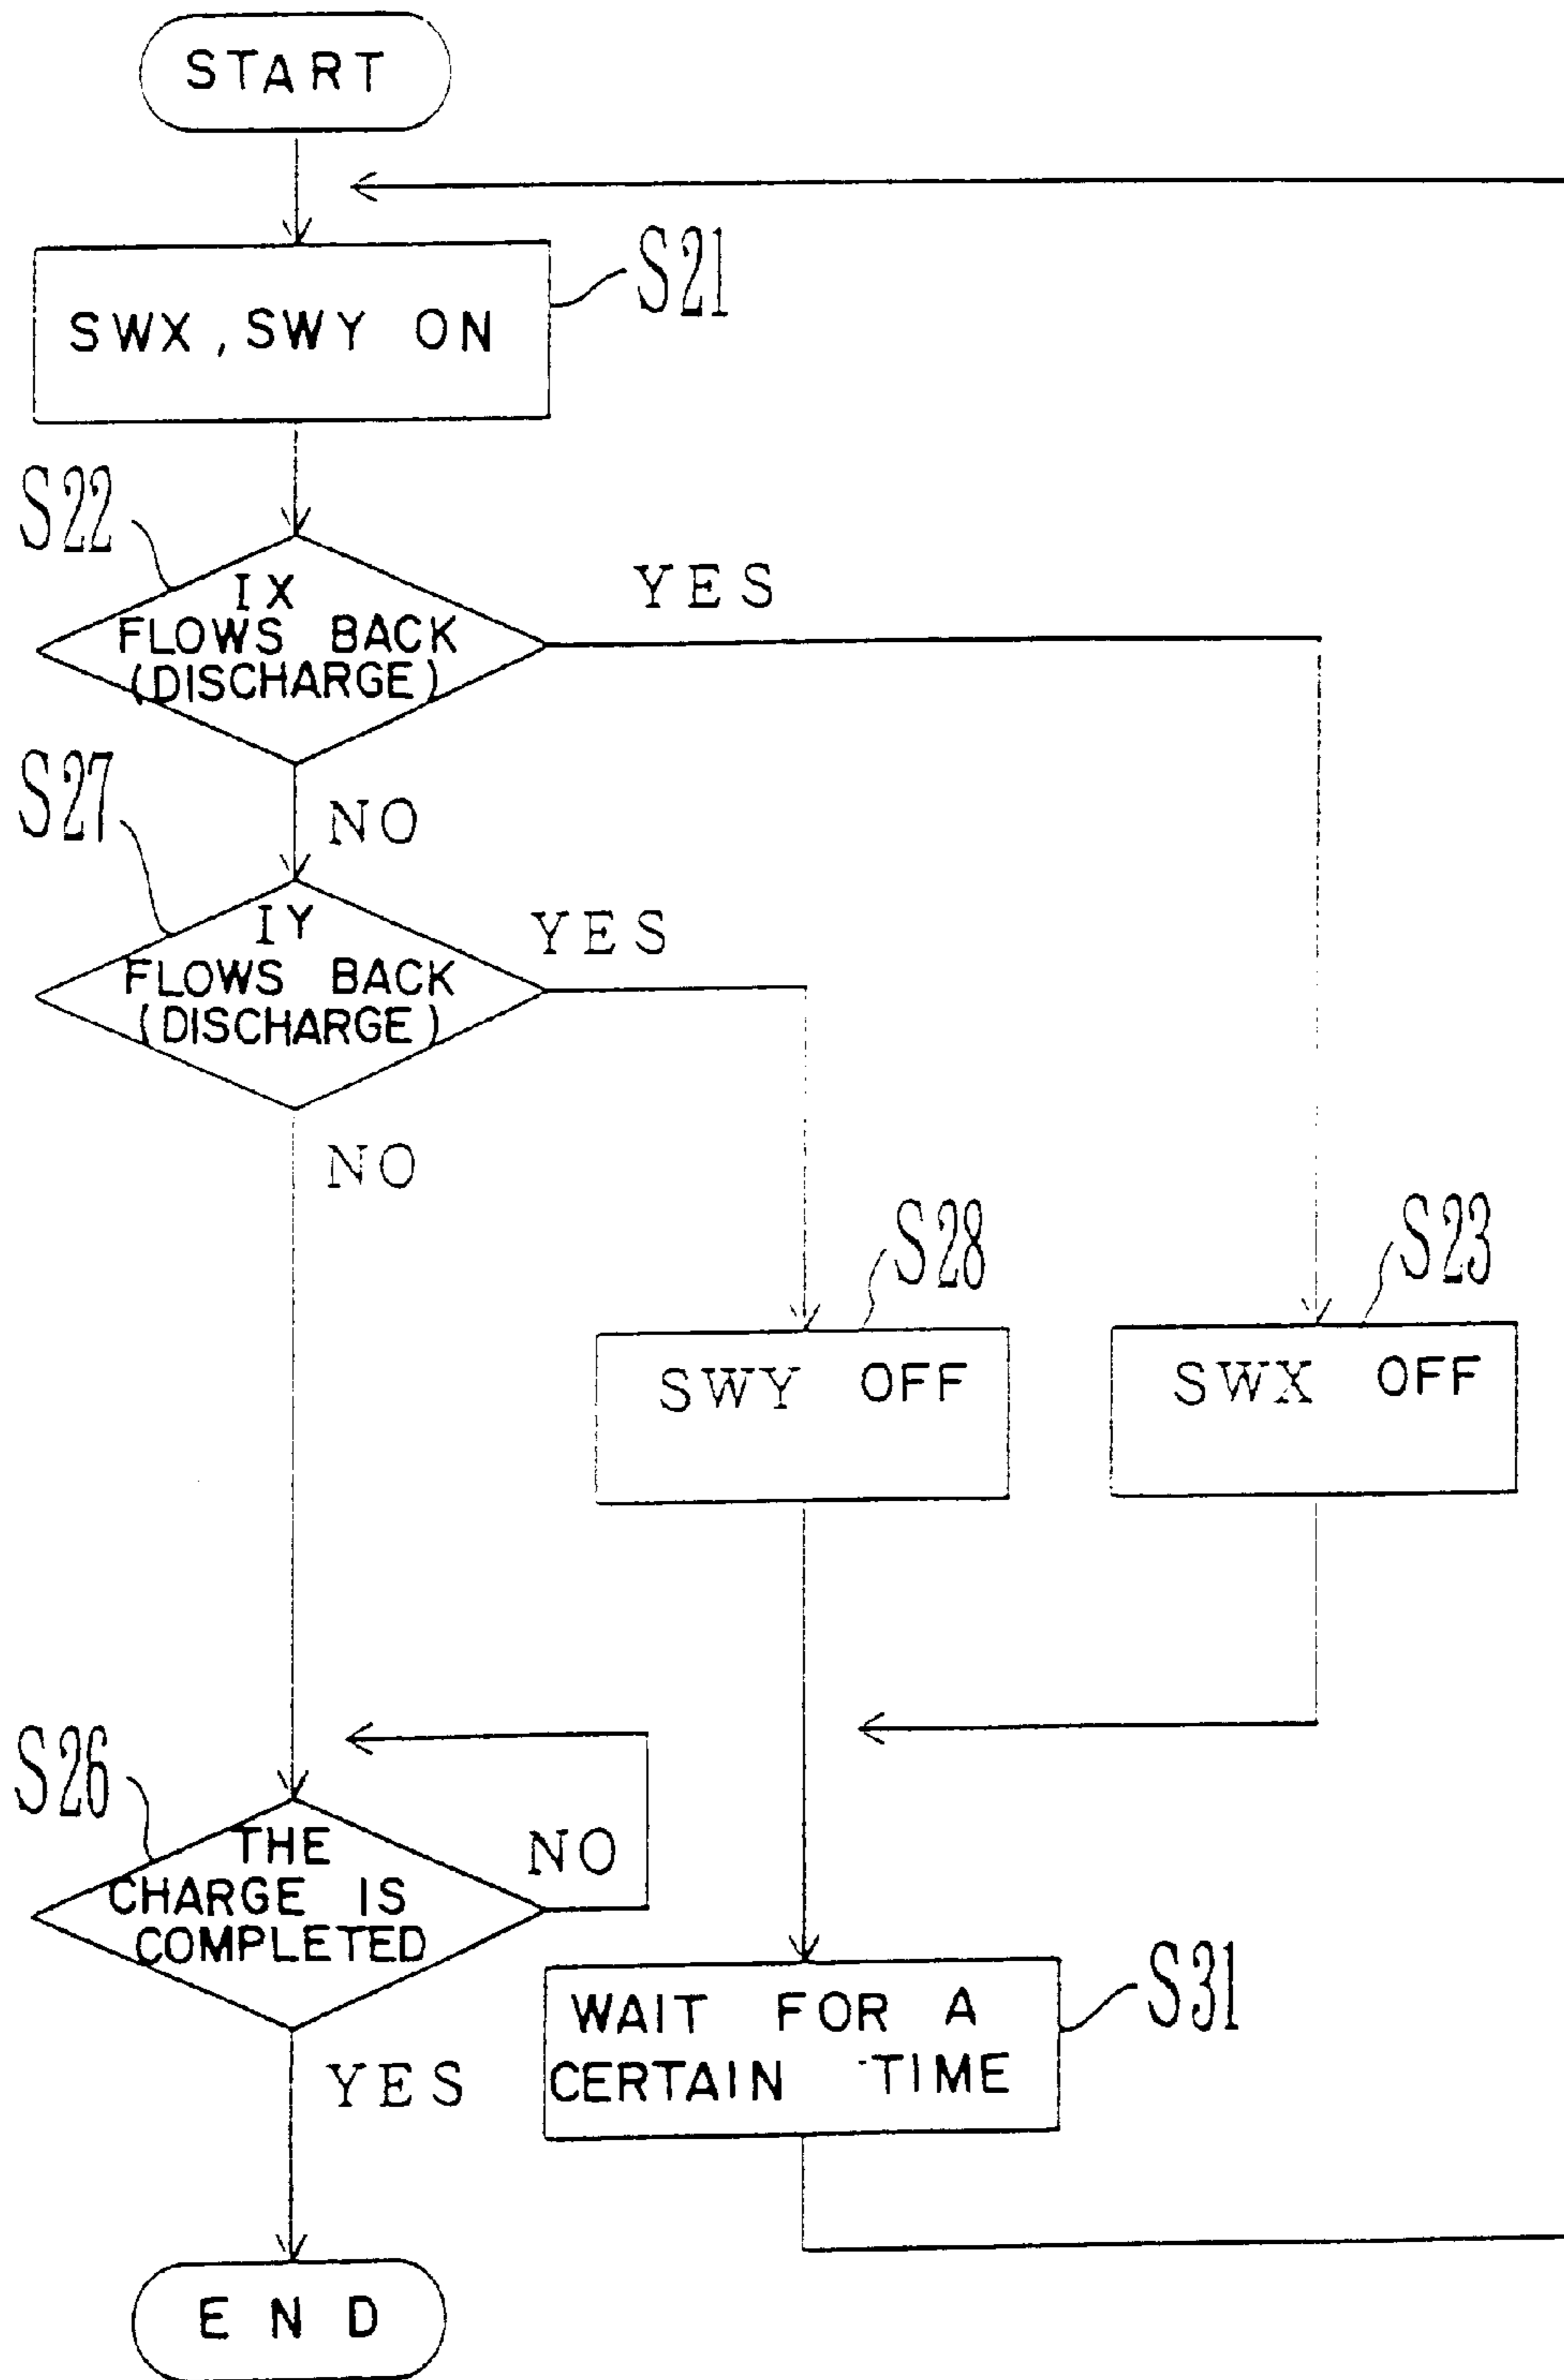 START
S21
SWX, SWY ON
S22
IX
FLOWS BACK
(DISCHARGE)
YES
NO
S27
IY
FLOWS BACK
(DISCHARGE)
YES
NO
S28
SWY OFF
S23
SWX OFF
S26
THE
CHARGE IS
COMPLETED
NO
YES
S31
WAIT FOR A
CERTAIN TIME
END